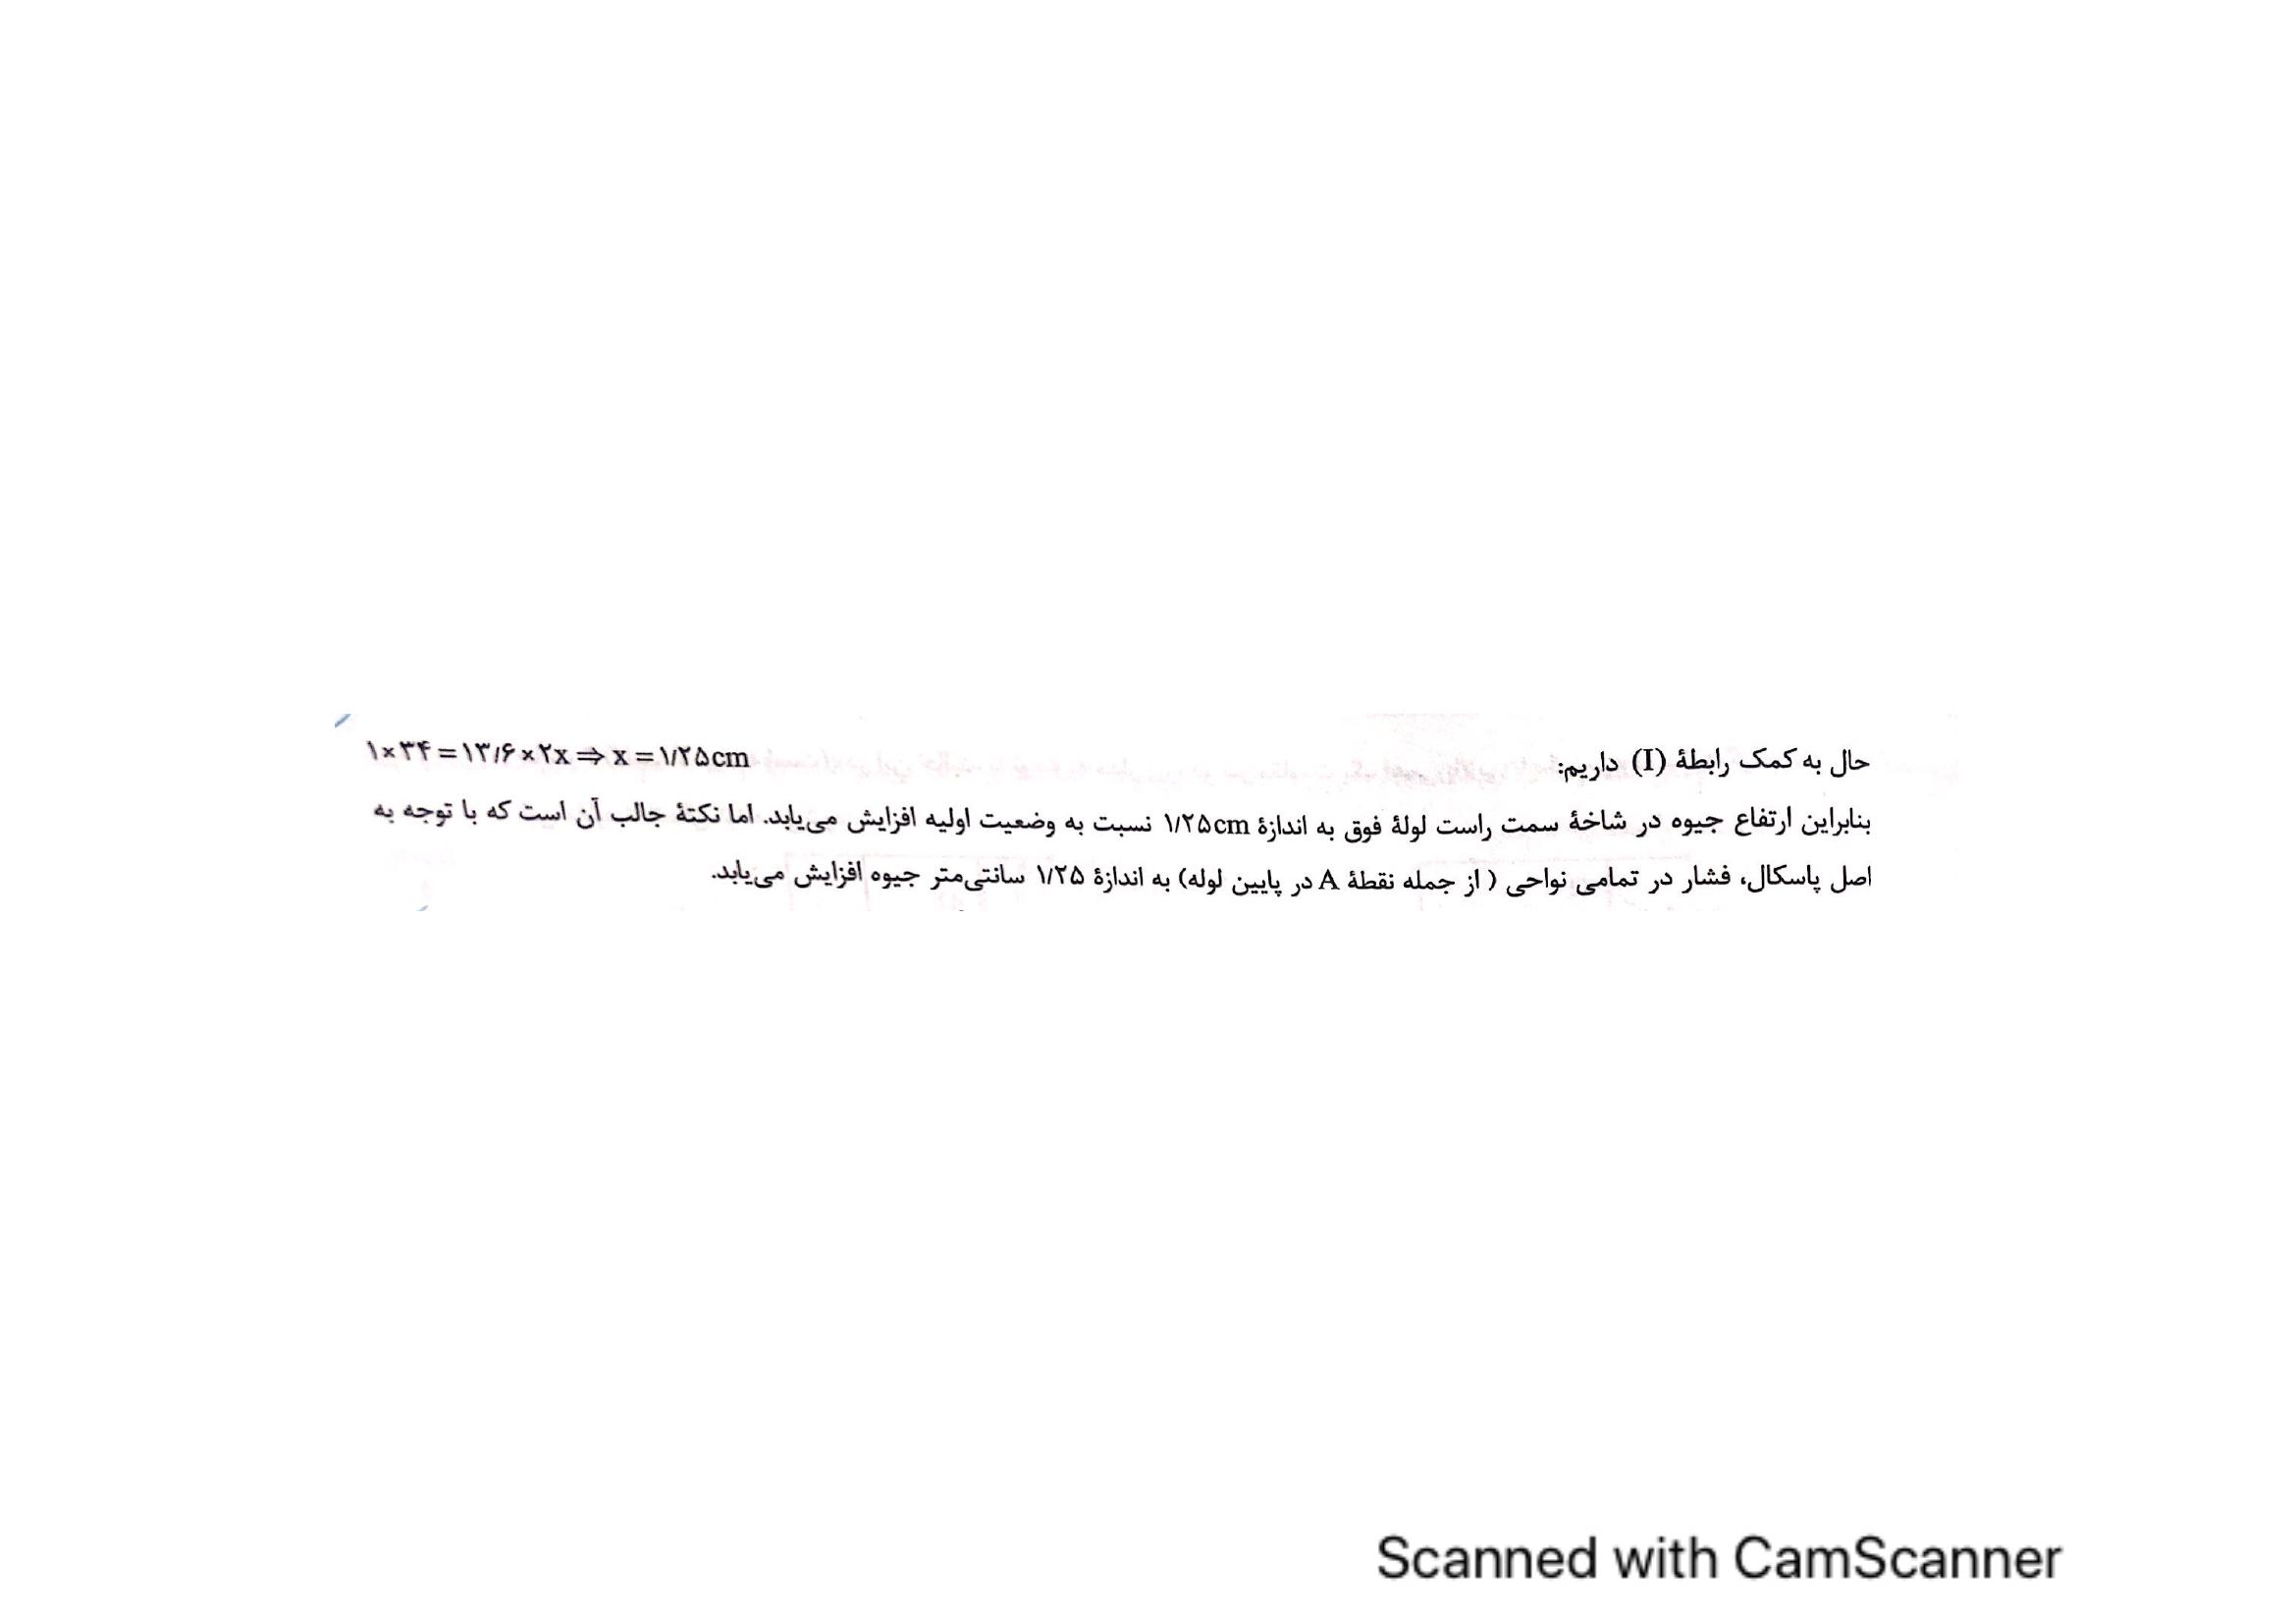 حال به کمک رابطهٔ (I) داریم: ۱×۳۴=۱۳/۶×۲x⇒x=۱/۲۵cm
بنابراین ارتفاع جیوه در شاخهٔ سمت راست لولهٔ فوق به اندازهٔ ۱/۲۵cm نسبت به وضعیت اولیه افزایش می‌یابد. اما نکتهٔ جالب آن است که با توجه به
اصل پاسکال، فشار در تمامی نواحی ( از جمله نقطهٔ A در پایین لوله) به اندازهٔ ۱/۲۵ سانتی‌متر جیوه افزایش می‌یابد.
Scanned with CamScanner